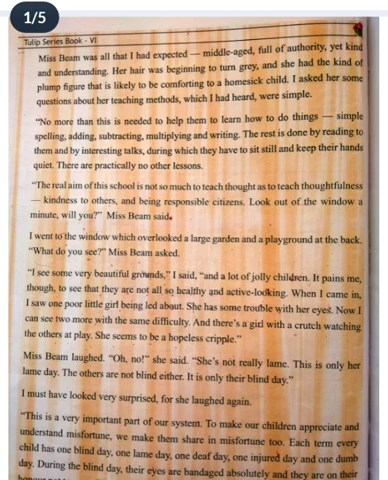 1/5
Tulip Series Book - VI
Miss Beam was all that I had expected — middle-aged, full of authority, yet kind
and understanding. Her hair was beginning to turn grey, and she had the kind of
plump figure that is likely to be comforting to a homesick child. I asked her some
questions about her teaching methods, which I had heard, were simple.
“No more than this is needed to help them to learn how to do things — simple
spelling, adding, subtracting, multiplying and writing. The rest is done by reading to
them and by interesting talks, during which they have to sit still and keep their hands
quiet. There are practically no other lessons.
“The real aim of this school is not so much to teach thought as to teach thoughtfulness
— kindness to others, and being responsible citizens. Look out of the window a
minute, will you?” Miss Beam said.
I went to the window which overlooked a large garden and a playground at the back.
“What do you see?” Miss Beam asked.
“I see some very beautiful grounds,” I said, “and a lot of jolly children. It pains me,
though, to see that they are not all so healthy and active-looking. When I came in,
I saw one poor little girl being led about. She has some trouble with her eyes. Now I
can see two more with the same difficulty. And there’s a girl with a crutch watching
the others at play. She seems to be a hopeless cripple.”
Miss Beam laughed. “Oh, no!” she said. “She’s not really lame. This is only her
lame day. The others are not blind either. It is only their blind day.”
I must have looked very surprised, for she laughed again.
“This is a very important part of our system. To make our children appreciate and
understand misfortune, we make them share in misfortune too. Each term every
child has one blind day, one lame day, one deaf day, one injured day and one dumb
day. During the blind day, their eyes are bandaged absolutely and they are on their